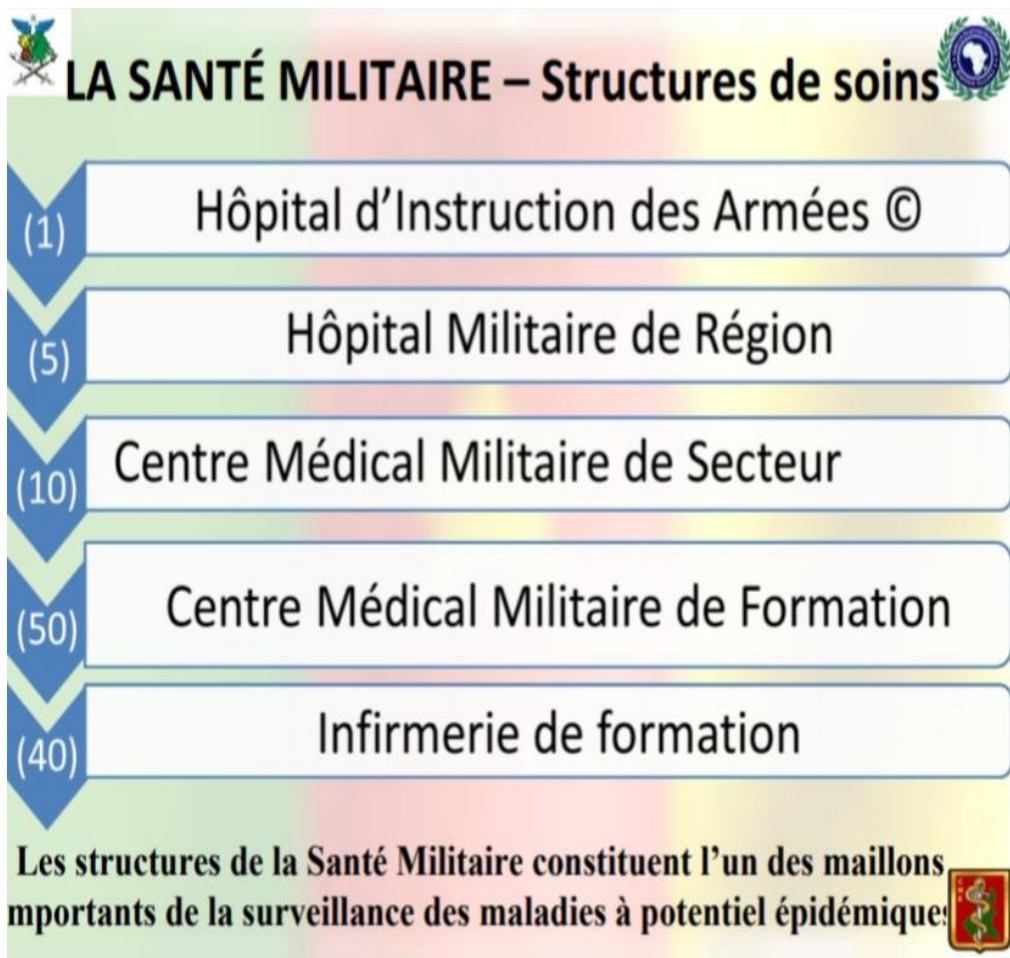 LA SANTÉ MILITAIRE – Structures de soins
(1) Hôpital d’Instruction des Armées ©
(5) Hôpital Militaire de Région
(10) Centre Médical Militaire de Secteur
(50) Centre Médical Militaire de Formation
(40) Infirmerie de formation
Les structures de la Santé Militaire constituent l’un des maillons
mportants de la surveillance des maladies à potentiel épidémique